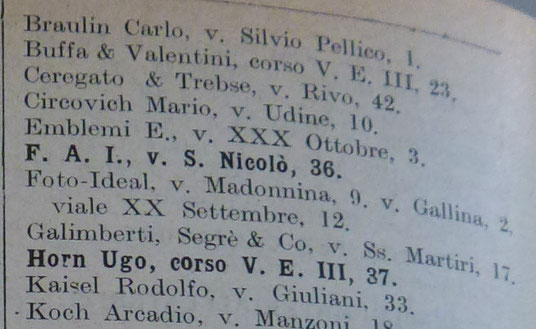 Braulin Carlo, v. Silvio Pellico, 1.
Buffa & Valentini, corso V. E. III, 23.
Ceregato & Trebse, v. Rivo, 42.
Circovich Mario, v. Udine, 10.
Emblemi E., v. XXX Ottobre, 3.
F. A. I., v. S. Nicolò, 36.
Foto-Ideal, v. Madonnina, 9. v. Gallina, 2,
viale XX Settembre, 12.
Galimberti, Segrè & Co, v. Ss. Martiri, 17.
Horn Ugo, corso V. E. III, 37.
Kaisel Rodolfo, v. Giuliani, 33.
Koch Arcadio, v. Manzoni, 18.